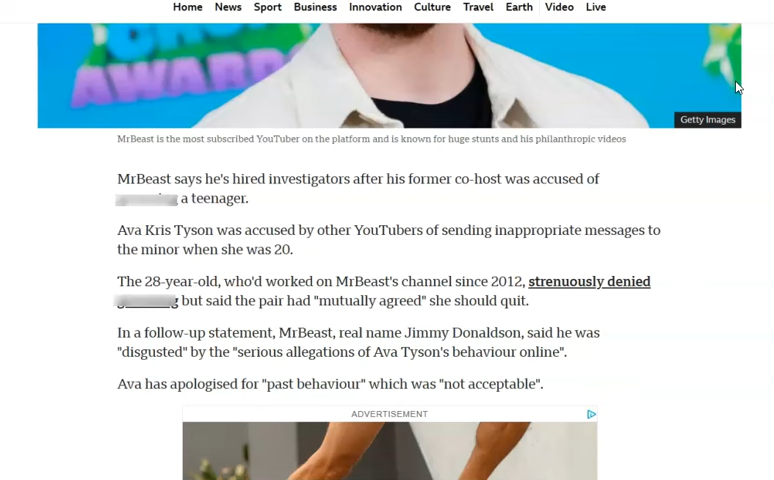 Home News Sport Business Innovation Culture Travel Earth Video Live
AWARDS
Getty Images
MrBeast is the most subscribed YouTuber on the platform and is known for huge stunts and his philanthropic videos
MrBeast says he's hired investigators after his former co-host was accused of
a teenager.
Ava Kris Tyson was accused by other YouTubers of sending inappropriate messages to
the minor when she was 20.
The 28-year-old, who'd worked on MrBeast's channel since 2012, strenuously denied
but said the pair had "mutually agreed" she should quit.
In a follow-up statement, MrBeast, real name Jimmy Donaldson, said he was
"disgusted" by the "serious allegations of Ava Tyson's behaviour online".
Ava has apologised for "past behaviour" which was "not acceptable".
ADVERTISEMENT